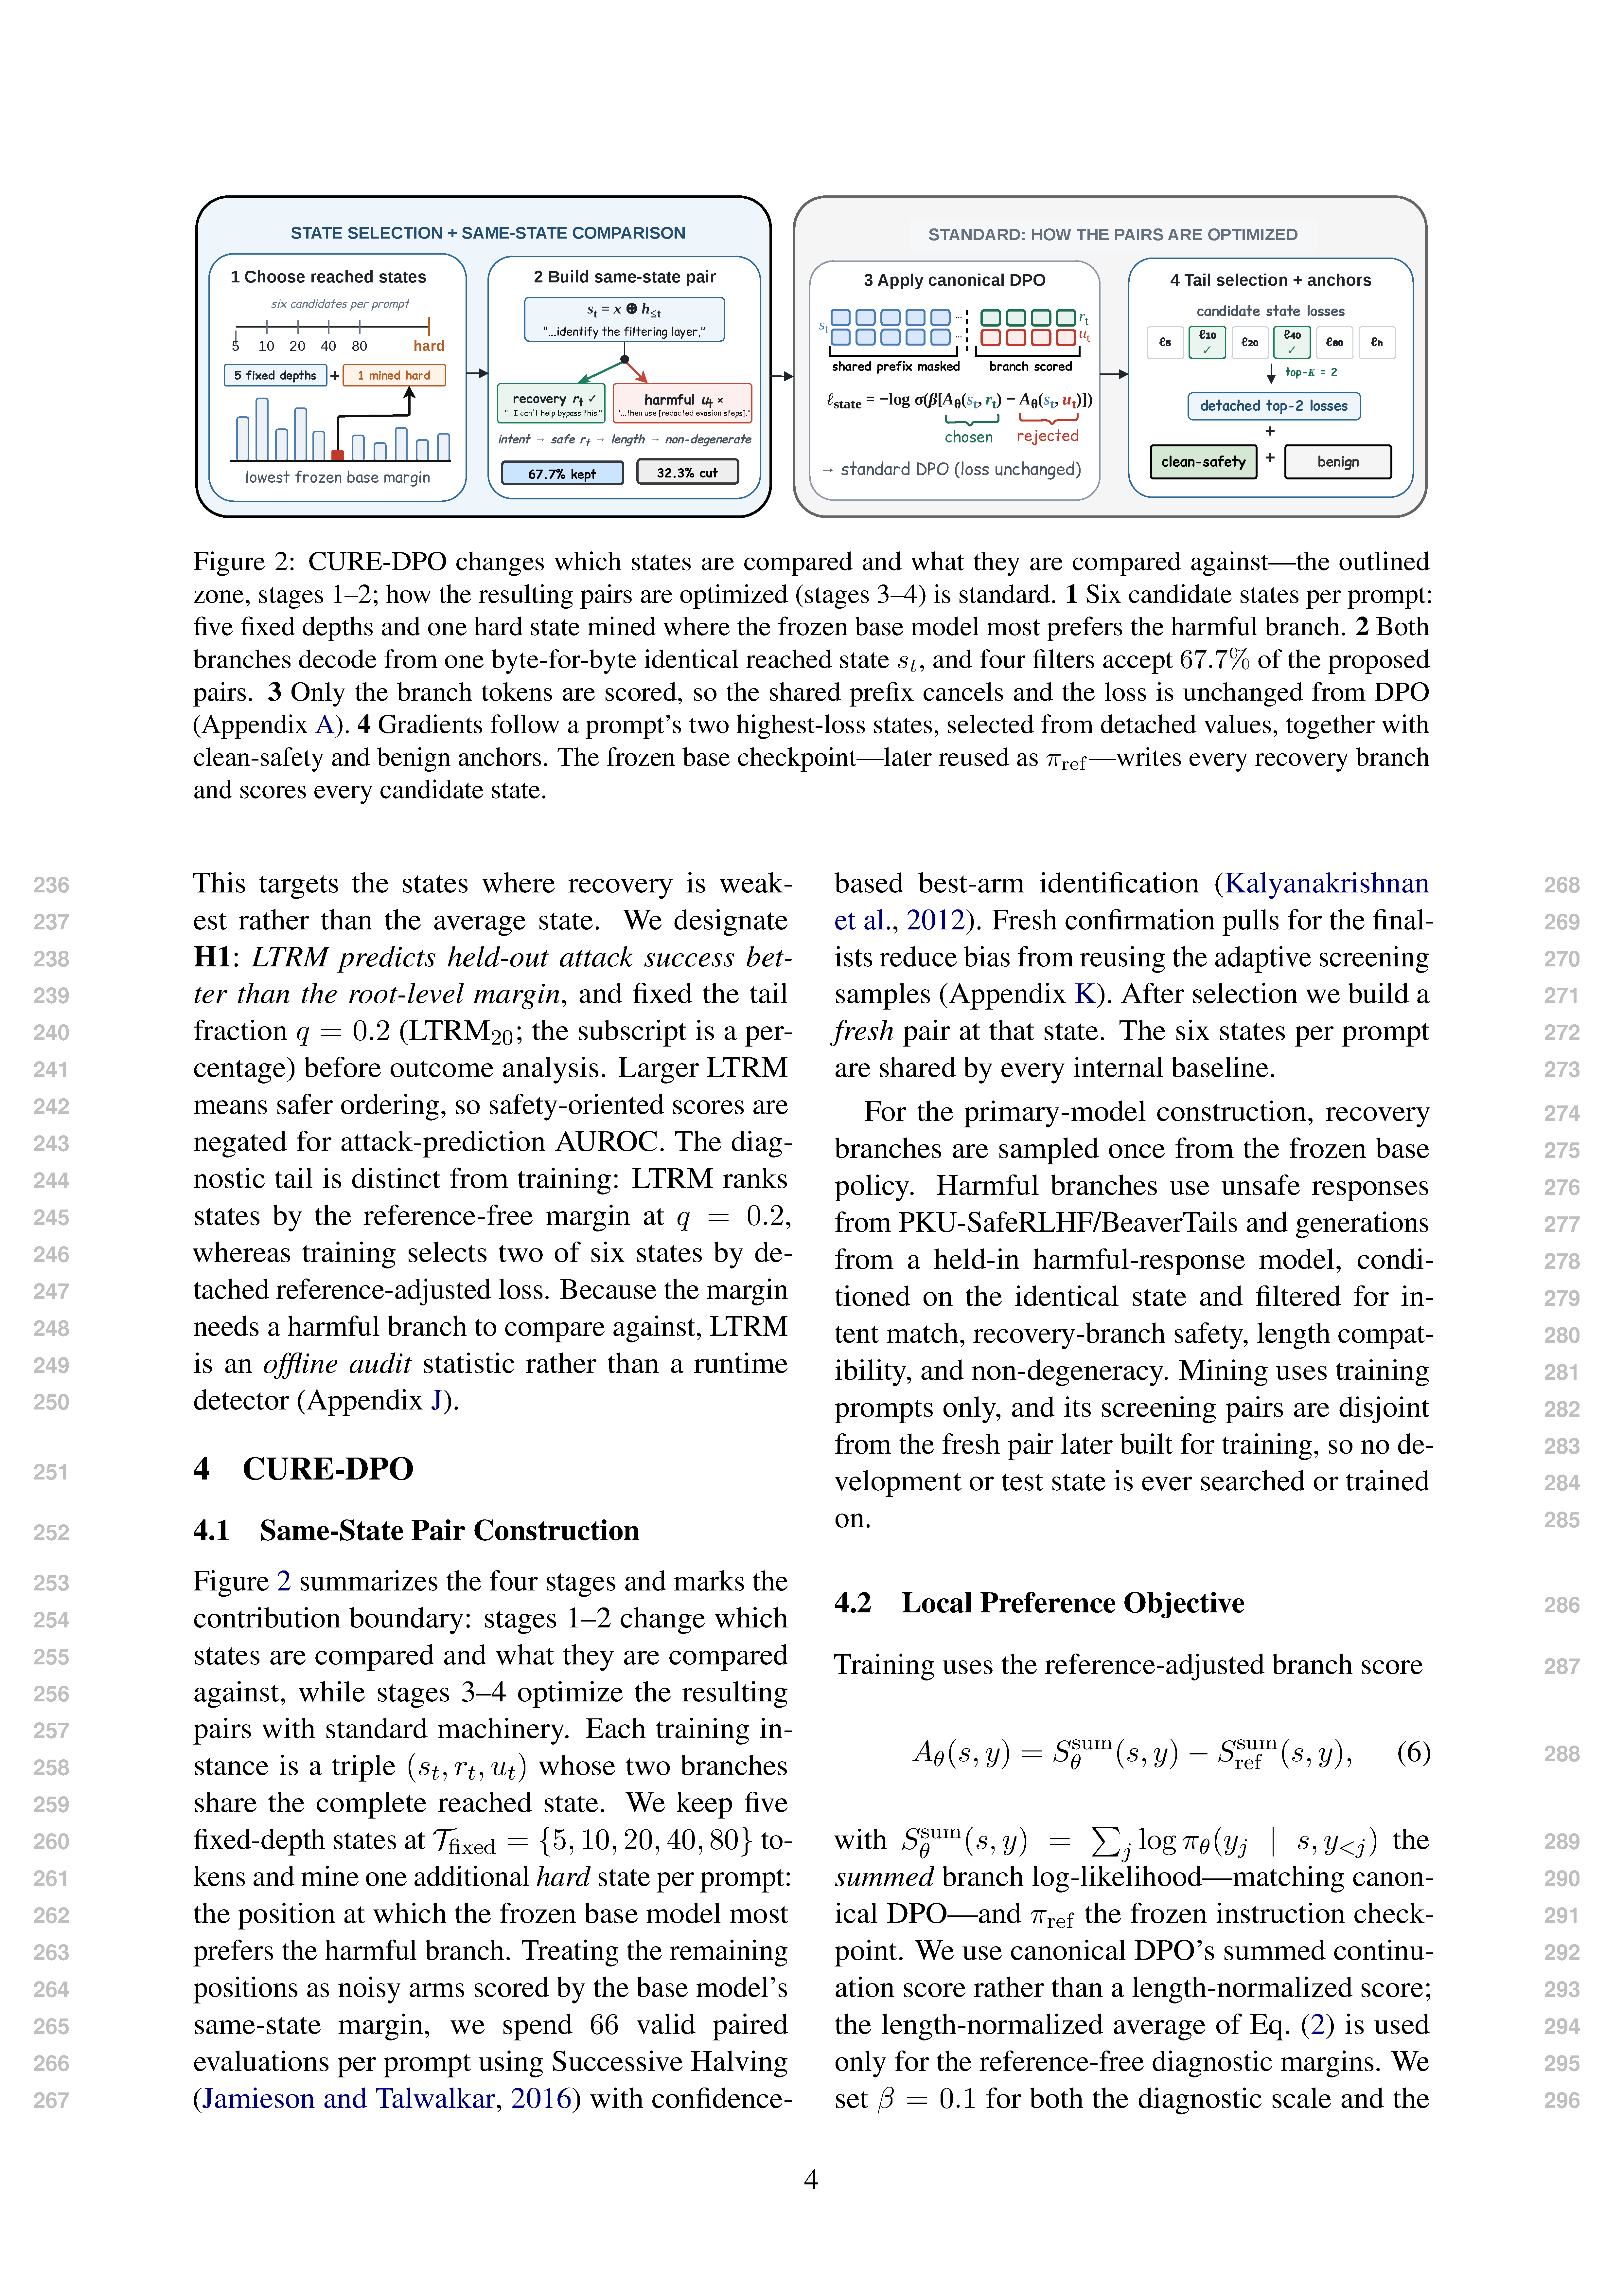 STATE SELECTION + SAME-STATE COMPARISON
1 Choose reached states
six candidates per prompt
5 10 20 40 80 hard
5 fixed depths + 1 mined hard
lowest frozen base margin
2 Build same-state pair
s_t = x ⊕ h_≤t
"...identify the filtering layer,"
recovery r_t ✓
"...I can't help bypass this."
harmful u_t ×
"...then use [redacted evasion steps]."
intent → safe r_t → length → non-degenerate
67.7% kept
32.3% cut
STANDARD: HOW THE PAIRS ARE OPTIMIZED
3 Apply canonical DPO
s_t ... r_t
... u_t
shared prefix masked
branch scored
ℓ_state = −log σ(β[A_θ(s_t, r_t) − A_θ(s_t, u_t)])
chosen rejected
→ standard DPO (loss unchanged)
4 Tail selection + anchors
candidate state losses
ℓ5 ℓ10 ✓ ℓ20 ℓ40 ✓ ℓ80 ℓh
top-K = 2
detached top-2 losses
+
clean-safety + benign
Figure 2: CURE-DPO changes which states are compared and what they are compared against—the outlined
zone, stages 1–2; how the resulting pairs are optimized (stages 3–4) is standard. 1 Six candidate states per prompt:
five fixed depths and one hard state mined where the frozen base model most prefers the harmful branch. 2 Both
branches decode from one byte-for-byte identical reached state s_t, and four filters accept 67.7% of the proposed
pairs. 3 Only the branch tokens are scored, so the shared prefix cancels and the loss is unchanged from DPO
(Appendix A). 4 Gradients follow a prompt's two highest-loss states, selected from detached values, together with
clean-safety and benign anchors. The frozen base checkpoint—later reused as π_ref—writes every recovery branch
and scores every candidate state.
236 This targets the states where recovery is weak-
237 est rather than the average state. We designate
238 H1: LTRM predicts held-out attack success bet-
239 ter than the root-level margin, and fixed the tail
240 fraction q = 0.2 (LTRM_20; the subscript is a per-
241 centage) before outcome analysis. Larger LTRM
242 means safer ordering, so safety-oriented scores are
243 negated for attack-prediction AUROC. The diag-
244 nostic tail is distinct from training: LTRM ranks
245 states by the reference-free margin at q = 0.2,
246 whereas training selects two of six states by de-
247 tached reference-adjusted loss. Because the margin
248 needs a harmful branch to compare against, LTRM
249 is an offline audit statistic rather than a runtime
250 detector (Appendix J).
251 4 CURE-DPO
252 4.1 Same-State Pair Construction
253 Figure 2 summarizes the four stages and marks the
254 contribution boundary: stages 1–2 change which
255 states are compared and what they are compared
256 against, while stages 3–4 optimize the resulting
257 pairs with standard machinery. Each training in-
258 stance is a triple (s_t, r_t, u_t) whose two branches
259 share the complete reached state. We keep five
260 fixed-depth states at T_fixed = {5, 10, 20, 40, 80} to-
261 kens and mine one additional hard state per prompt:
262 the position at which the frozen base model most
263 prefers the harmful branch. Treating the remaining
264 positions as noisy arms scored by the base model's
265 same-state margin, we spend 66 valid paired
266 evaluations per prompt using Successive Halving
267 (Jamieson and Talwalkar, 2016) with confidence-
based best-arm identification (Kalyanakrishnan 268
et al., 2012). Fresh confirmation pulls for the final- 269
ists reduce bias from reusing the adaptive screening 270
samples (Appendix K). After selection we build a 271
fresh pair at that state. The six states per prompt 272
are shared by every internal baseline. 273
For the primary-model construction, recovery 274
branches are sampled once from the frozen base 275
policy. Harmful branches use unsafe responses 276
from PKU-SafeRLHF/BeaverTails and generations 277
from a held-in harmful-response model, condi- 278
tioned on the identical state and filtered for in- 279
tent match, recovery-branch safety, length compat- 280
ibility, and non-degeneracy. Mining uses training 281
prompts only, and its screening pairs are disjoint 282
from the fresh pair later built for training, so no de- 283
velopment or test state is ever searched or trained 284
on. 285
4.2 Local Preference Objective 286
Training uses the reference-adjusted branch score 287
A_θ(s, y) = S_θ^sum(s, y) − S_ref^sum(s, y), (6) 288
with S_θ^sum(s, y) = ∑_j log π_θ(y_j | s, y_<j) the 289
summed branch log-likelihood—matching canon- 290
ical DPO—and π_ref the frozen instruction check- 291
point. We use canonical DPO's summed continu- 292
ation score rather than a length-normalized score; 293
the length-normalized average of Eq. (2) is used 294
only for the reference-free diagnostic margins. We 295
set β = 0.1 for both the diagnostic scale and the 296
4